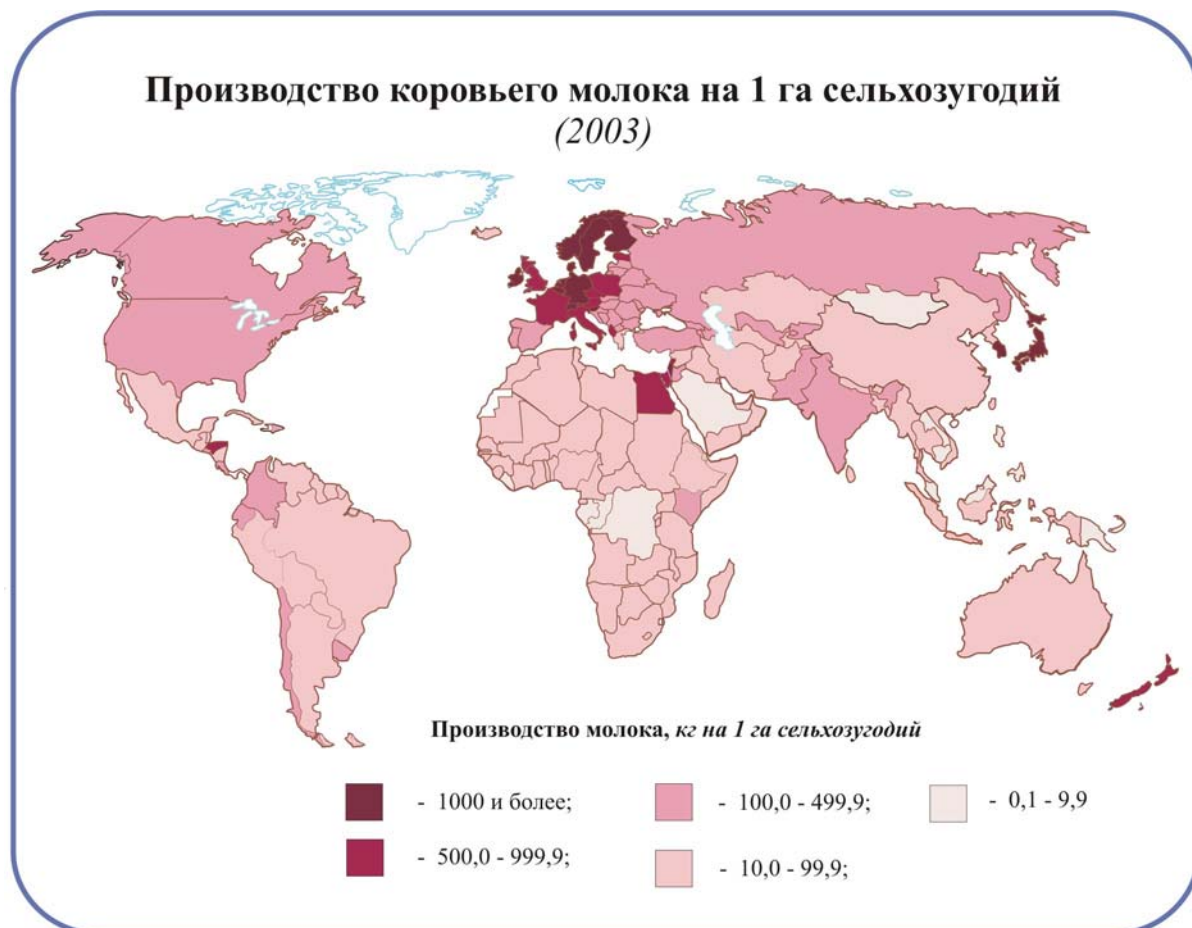 Производство коровьего молока на 1 га сельхозугодий
(2003)
Производство молока, кг на 1 га сельхозугодий
- 1000 и более;
- 500,0 - 999,9;
- 100,0 - 499,9;
- 10,0 - 99,9;
- 0,1 - 9,9